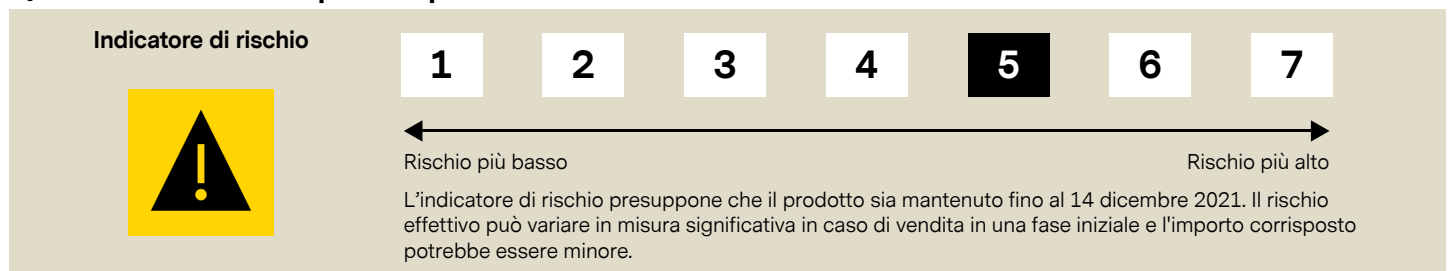 Indicatore di rischio
1 2 3 4 5 6 7
Rischio più basso Rischio più alto
L'indicatore di rischio presuppone che il prodotto sia mantenuto fino al 14 dicembre 2021. Il rischio
effettivo può variare in misura significativa in caso di vendita in una fase iniziale e l'importo corrisposto
potrebbe essere minore.